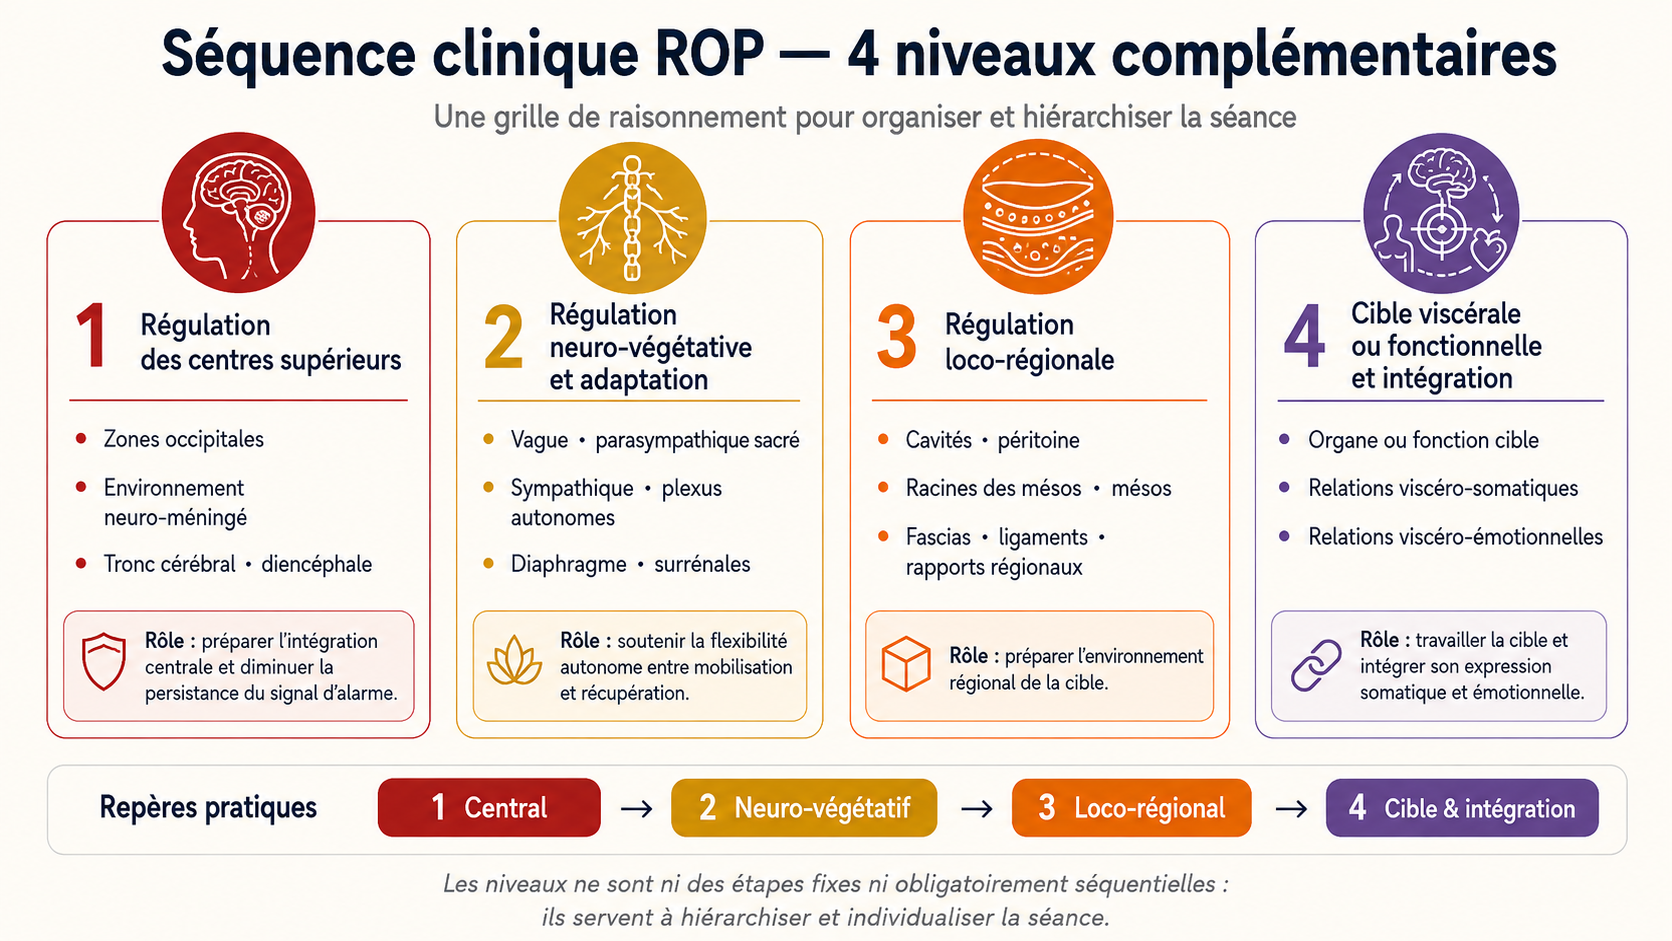 Séquence clinique ROP — 4 niveaux complémentaires
Une grille de raisonnement pour organiser et hiérarchiser la séance
1
Régulation
des centres supérieurs
• Zones occipitales
• Environnement
neuro-méningé
• Tronc cérébral • diencéphale
Rôle : préparer l'intégration
centrale et diminuer la
persistance du signal d'alarme.
2
Régulation
neuro-végétative
et adaptation
• Vague • parasympathique sacré
• Sympathique • plexus
autonomes
• Diaphragme • surrénales
Rôle : soutenir la flexibilité
autonome entre mobilisation
et récupération.
3
Régulation
loco-régionale
• Cavités • péritoine
• Racines des mésos • mésos
• Fascias • ligaments •
rapports régionaux
Rôle : préparer l'environnement
régional de la cible.
4
Cible viscérale
ou fonctionnelle
et intégration
• Organe ou fonction cible
• Relations viscéro-somatiques
• Relations viscéro-émotionnelles
Rôle : travailler la cible et
intégrer son expression
somatique et émotionnelle.
Repères pratiques
1 Central → 2 Neuro-végétatif → 3 Loco-régional → 4 Cible & intégration
Les niveaux ne sont ni des étapes fixes ni obligatoirement séquentielles :
ils servent à hiérarchiser et individualiser la séance.